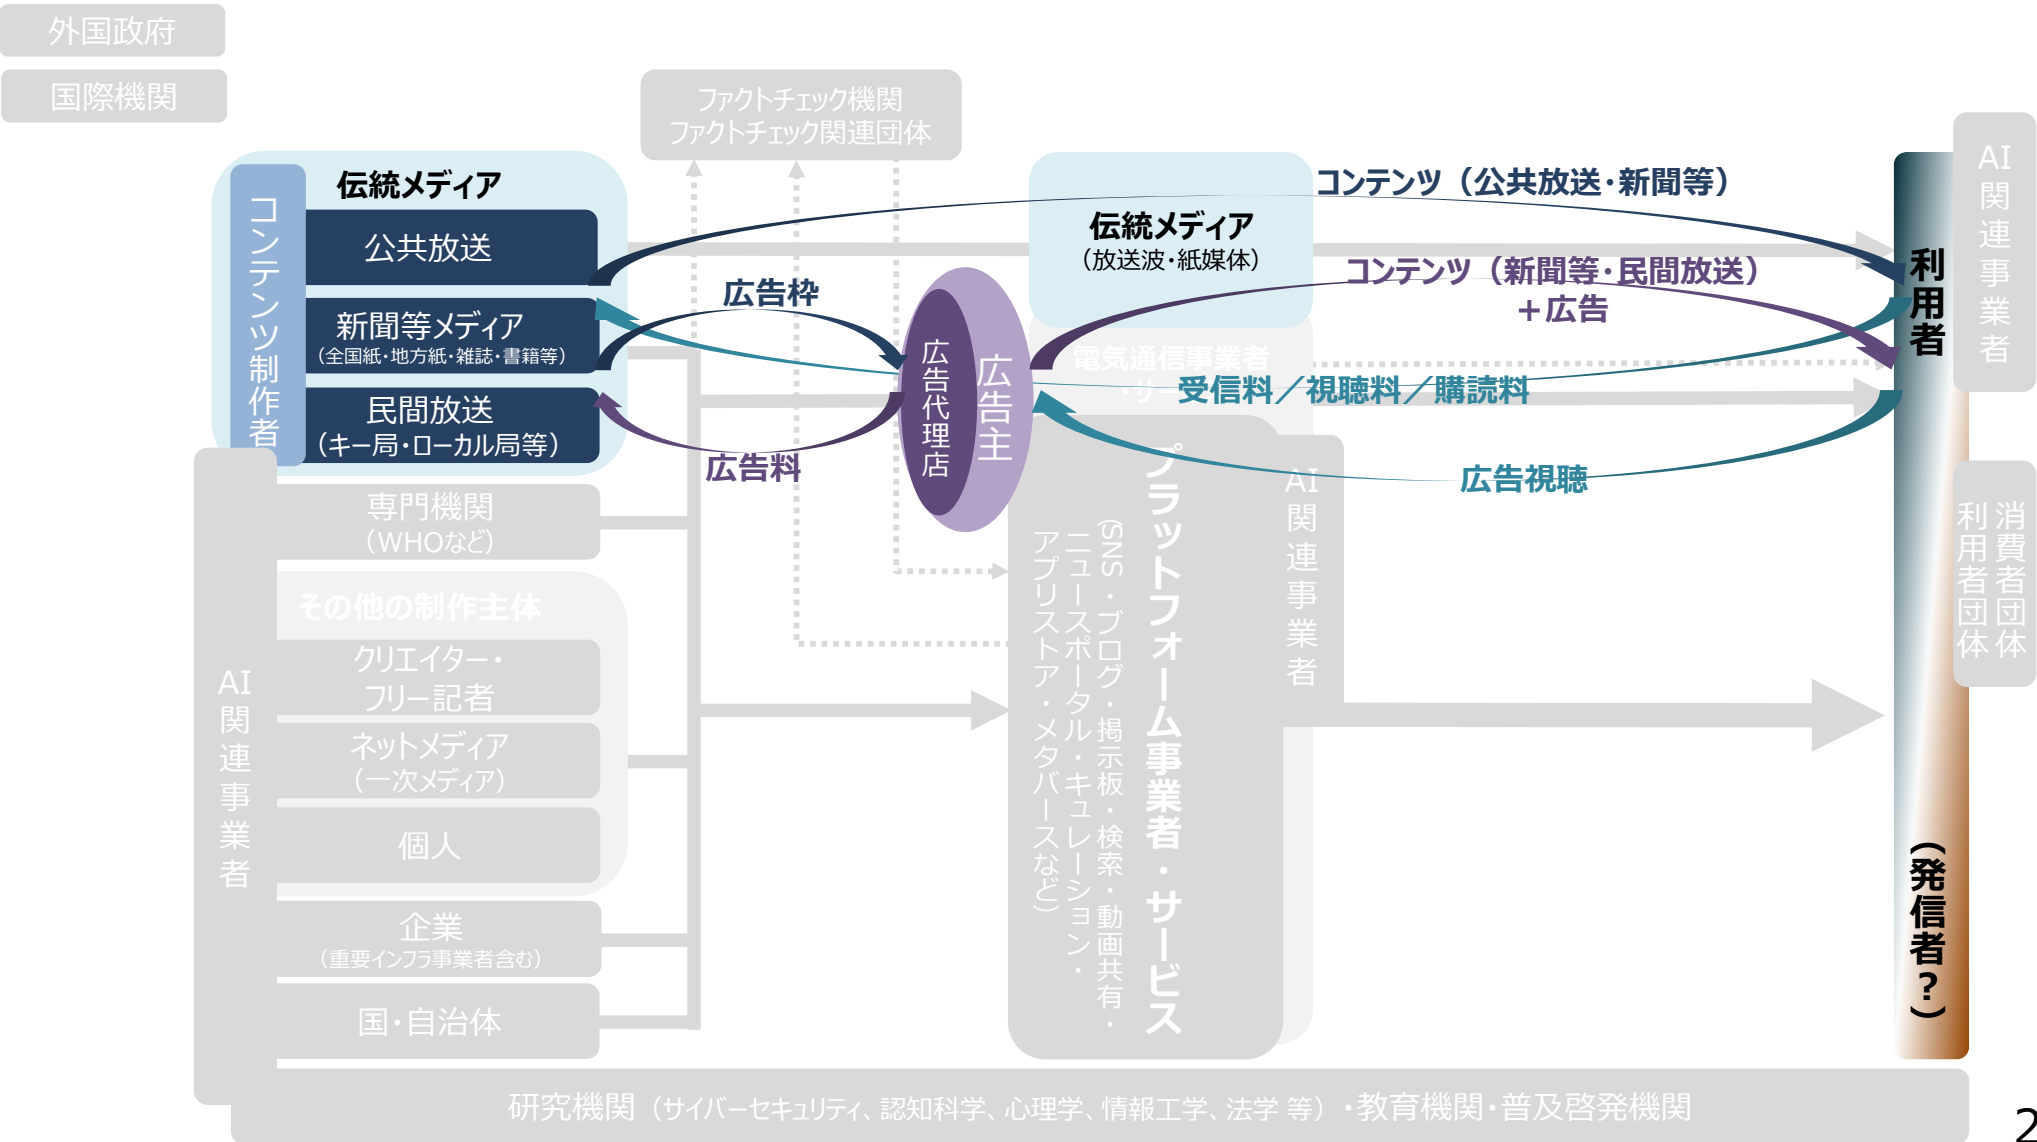 外国政府
国際機関
ファクトチェック機関
ファクトチェック関連団体
伝統メディア
コンテンツ制作者
公共放送
新聞等メディア
（全国紙・地方紙・雑誌・書籍等）
民間放送
（キー局・ローカル局等）
専門機関
（WHOなど）
その他の制作主体
クリエイター・
フリー記者
ネットメディア
（一次メディア）
個人
企業
（重要インフラ事業者含む）
国・自治体
AI関連事業者
広告枠
広告料
広告代理店
広告主
伝統メディア
（放送波・紙媒体）
電気通信事業者
プラットフォーム事業者・サービス
（SNS・ブログ・掲示板・検索・動画共有・
ニュースポータル・キュレーション・
アプリストア・メタバースなど）
AI関連事業者
コンテンツ（公共放送・新聞等）
コンテンツ（新聞等・民間放送）
＋広告
受信料／視聴料／購読料
広告視聴
利用者
（発信者？）
AI関連事業者
消費者団体
利用者団体
研究機関（サイバーセキュリティ、認知科学、心理学、情報工学、法学 等）・教育機関・普及啓発機関
2